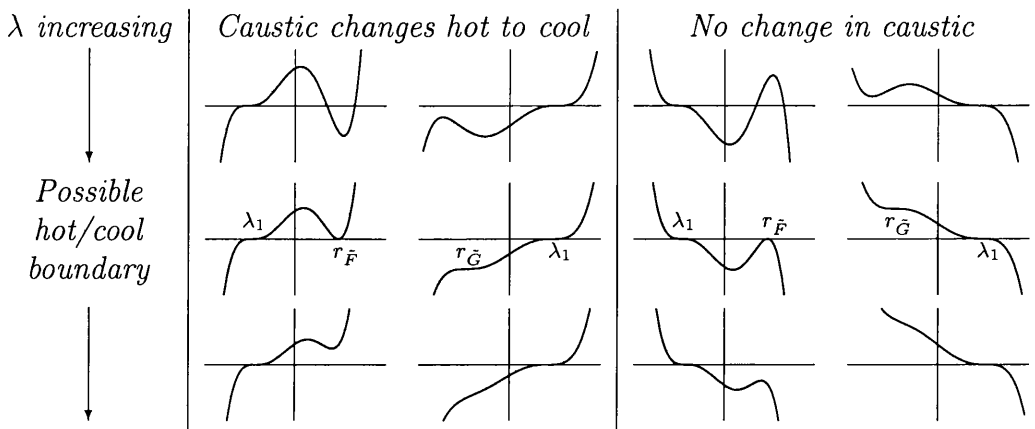 λ increasing
Caustic changes hot to cool
No change in caustic
Possible
hot/cool
boundary
λ₁
r_F̃
r_G̃
λ₁
λ₁
r_F̃
r_G̃
λ₁